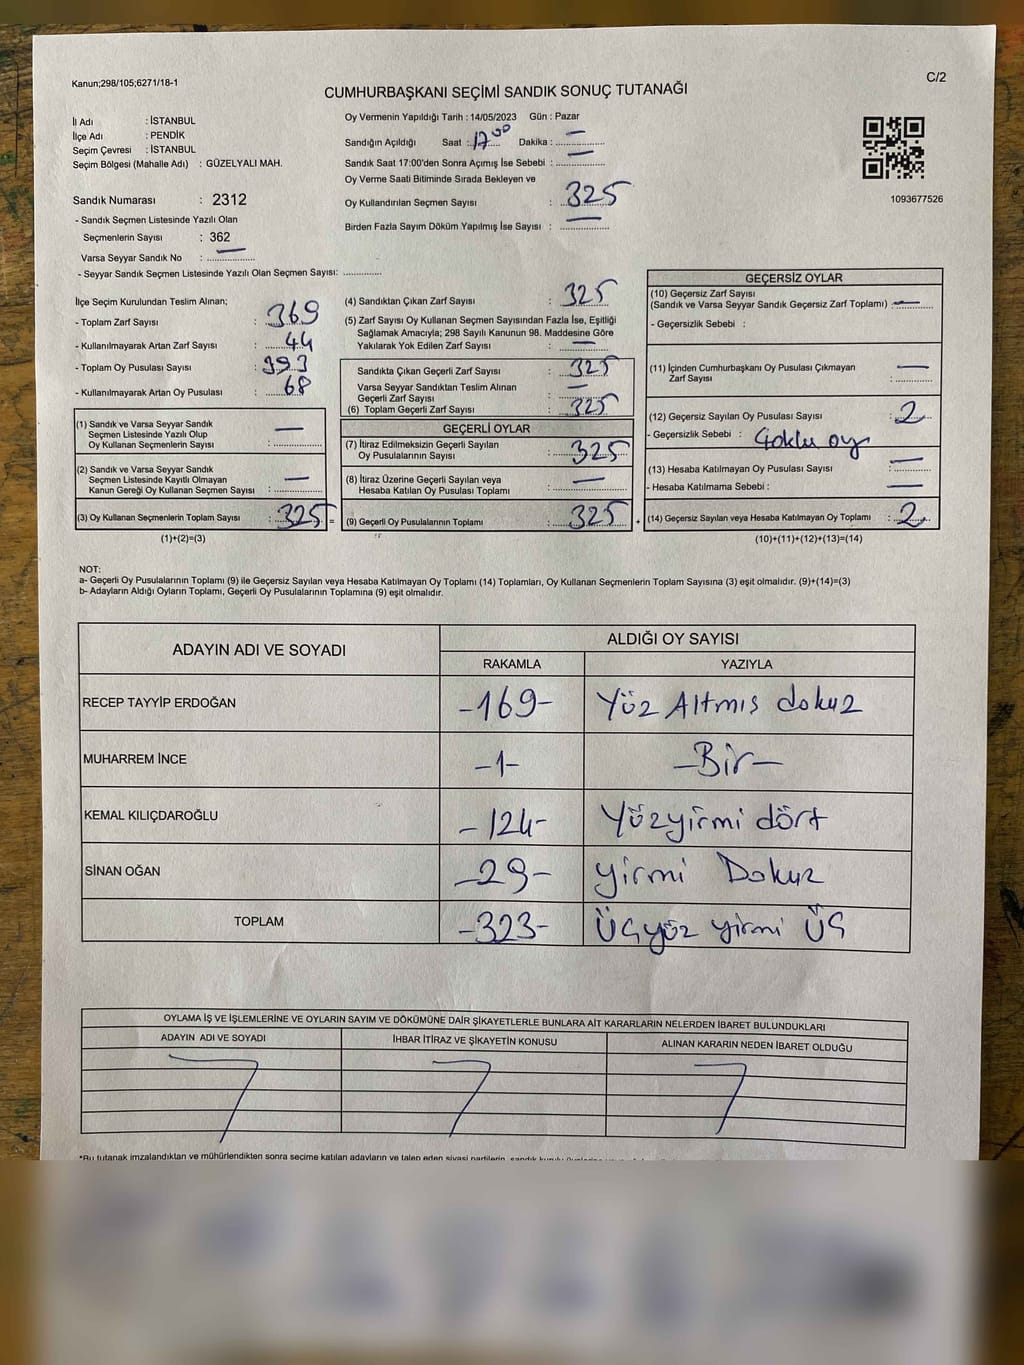 Kanun;298/105;6271/18-1
C/2
CUMHURBAŞKANI SEÇİMİ SANDIK SONUÇ TUTANAĞI
İl Adı : İSTANBUL
İlçe Adı : PENDİK
Seçim Çevresi : İSTANBUL
Seçim Bölgesi (Mahalle Adı) : GÜZELYALI MAH.
Oy Vermenin Yapıldığı Tarih : 14/05/2023 Gün : Pazar
Sandığın Açıldığı Saat : 17.00 Dakika : —
Sandık Saat 17:00'den Sonra Açımış İse Sebebi : —
Oy Verme Saati Bitiminde Sırada Bekleyen ve
Oy Kullandırılan Seçmen Sayısı : 325
Birden Fazla Sayım Döküm Yapılmış İse Sayısı : —
1093677526
Sandık Numarası : 2312
- Sandık Seçmen Listesinde Yazılı Olan
Seçmenlerin Sayısı : 362
Varsa Seyyar Sandık No : —
- Seyyar Sandık Seçmen Listesinde Yazılı Olan Seçmen Sayısı: ..............
İlçe Seçim Kurulundan Teslim Alınan;
- Toplam Zarf Sayısı : 369
- Kullanılmayarak Artan Zarf Sayısı : 44
- Toplam Oy Pusulası Sayısı : 393
- Kullanılmayarak Artan Oy Pusulası : 68
(1) Sandık ve Varsa Seyyar Sandık
Seçmen Listesinde Yazılı Olup
Oy Kullanan Seçmenlerin Sayısı : —
(2) Sandık ve Varsa Seyyar Sandık
Seçmen Listesinde Kayıtlı Olmayan
Kanun Gereği Oy Kullanan Seçmen Sayısı : —
(3) Oy Kullanan Seçmenlerin Toplam Sayısı : 325 =
(1)+(2)=(3)
(4) Sandıktan Çıkan Zarf Sayısı : 325
(5) Zarf Sayısı Oy Kullanan Seçmen Sayısından Fazla İse, Eşitliği
Sağlamak Amacıyla; 298 Sayılı Kanunun 98. Maddesine Göre
Yakılarak Yok Edilen Zarf Sayısı : —
Sandıkta Çıkan Geçerli Zarf Sayısı : 325
Varsa Seyyar Sandıktan Teslim Alınan
Geçerli Zarf Sayısı : —
(6) Toplam Geçerli Zarf Sayısı : 325
GEÇERLİ OYLAR
(7) İtiraz Edilmeksizin Geçerli Sayılan
Oy Pusulalarının Sayısı : 325
(8) İtiraz Üzerine Geçerli Sayılan veya
Hesaba Katılan Oy Pusulası Toplamı : —
(9) Geçerli Oy Pusulalarının Toplamı : 325 +
GEÇERSİZ OYLAR
(10) Geçersiz Zarf Sayısı
(Sandık ve Varsa Seyyar Sandık Geçersiz Zarf Toplamı) : —
- Geçersizlik Sebebi :
(11) İçinden Cumhurbaşkanı Oy Pusulası Çıkmayan
Zarf Sayısı : —
(12) Geçersiz Sayılan Oy Pusulası Sayısı : 2
- Geçersizlik Sebebi : Çoklu oy
(13) Hesaba Katılmayan Oy Pusulası Sayısı : —
- Hesaba Katılmama Sebebi : —
(14) Geçersiz Sayılan veya Hesaba Katılmayan Oy Toplamı : 2
(10)+(11)+(12)+(13)=(14)
NOT:
a- Geçerli Oy Pusulalarının Toplamı (9) ile Geçersiz Sayılan veya Hesaba Katılmayan Oy Toplamı (14) Toplamları, Oy Kullanan Seçmenlerin Toplam Sayısına (3) eşit olmalıdır. (9)+(14)=(3)
b- Adayların Aldığı Oyların Toplamı, Geçerli Oy Pusulalarının Toplamına (9) eşit olmalıdır.
ADAYIN ADI VE SOYADI ALDIĞI OY SAYISI
RAKAMLA YAZIYLA
RECEP TAYYİP ERDOĞAN -169- Yüz Altmış dokuz
MUHARREM İNCE -1- -Bir-
KEMAL KILIÇDAROĞLU -124- Yüzyirmi dört
SİNAN OĞAN -29- yirmi Dokuz
TOPLAM -323- Üçyüz yirmi Üç
OYLAMA İŞ VE İŞLEMLERİNE VE OYLARIN SAYIM VE DÖKÜMÜNE DAİR ŞİKAYETLERLE BUNLARA AİT KARARLARIN NELERDEN İBARET BULUNDUKLARI
ADAYIN ADI VE SOYADI İHBAR İTİRAZ VE ŞİKAYETİN KONUSU ALINAN KARARIN NEDEN İBARET OLDUĞU
*Bu tutanak imzalandıktan ve mühürlendikten sonra seçime katılan adayların ve talep eden siyasi partilerin,